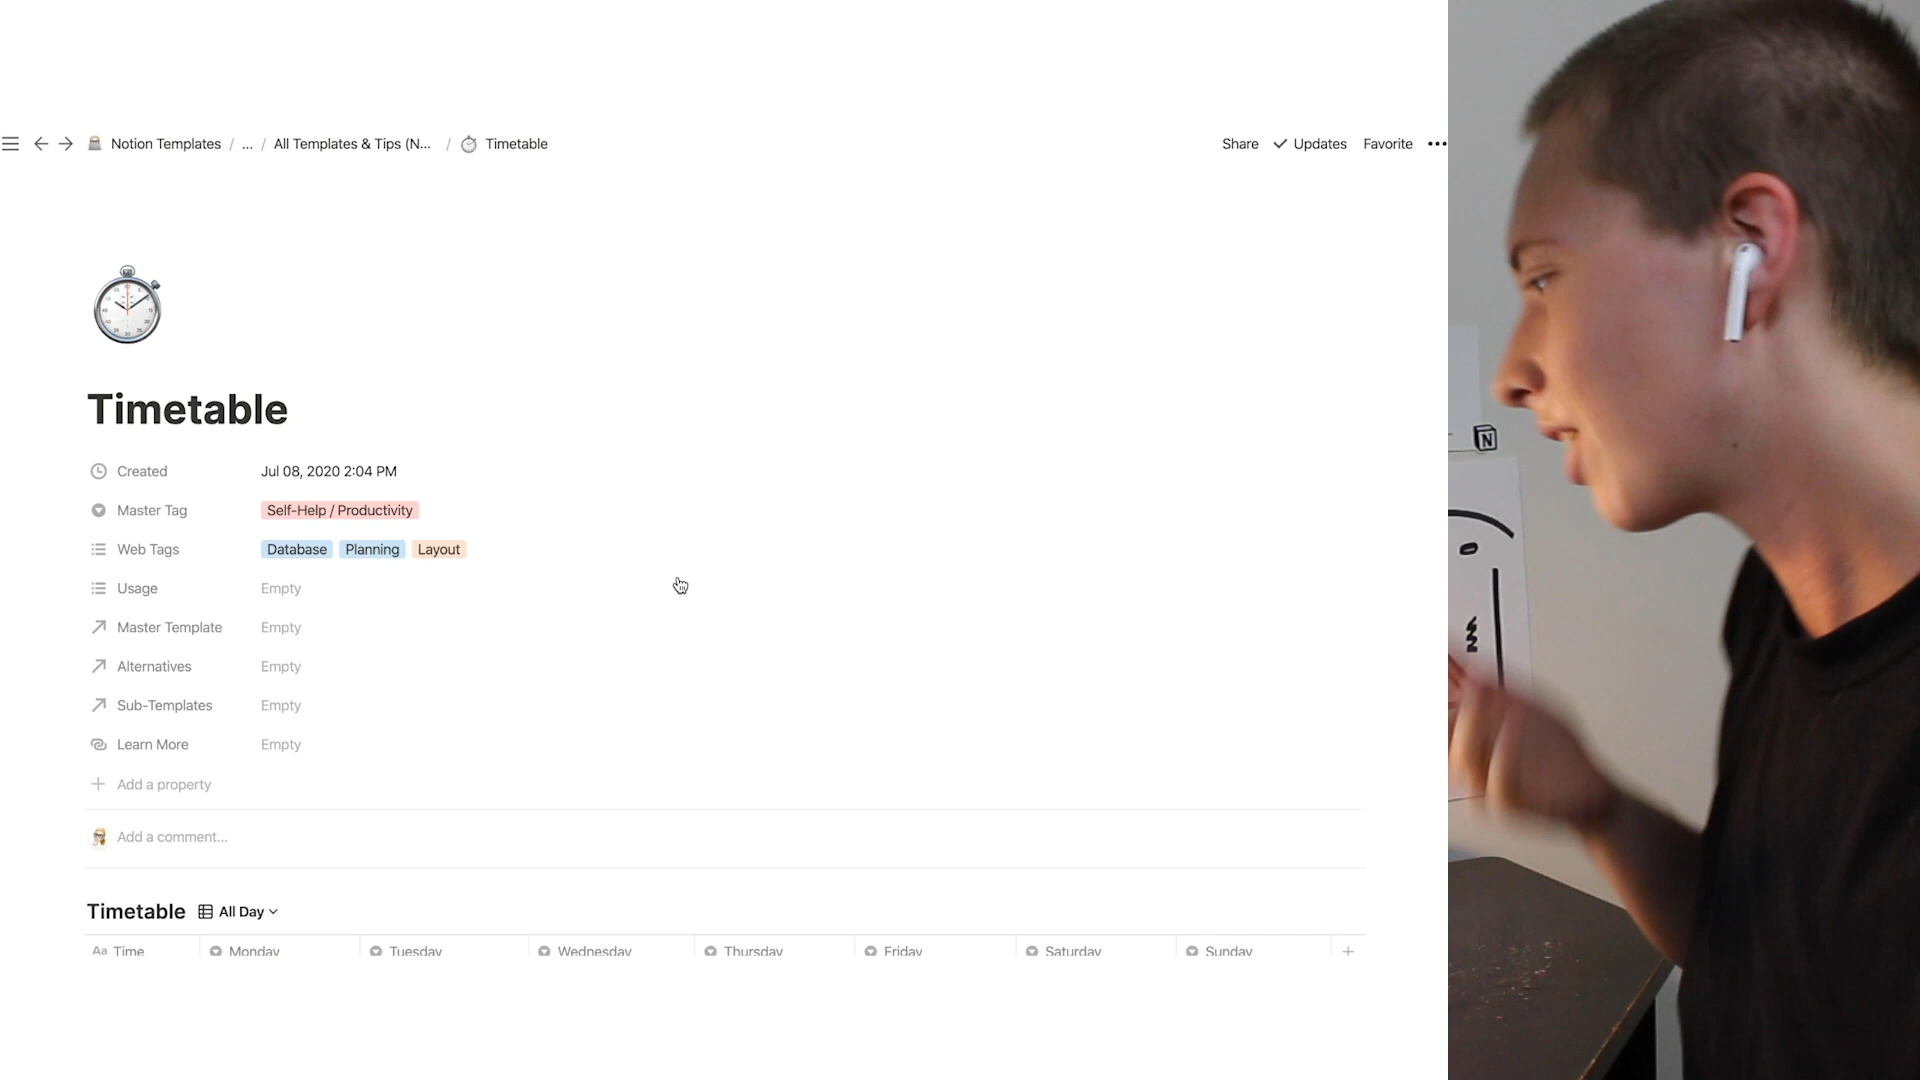 Notion Templates / ... / All Templates & Tips (N... / Timetable
Share Updates Favorite •••
Timetable
Created Jul 08, 2020 2:04 PM
Master Tag Self-Help / Productivity
Web Tags Database Planning Layout
Usage Empty
Master Template Empty
Alternatives Empty
Sub-Templates Empty
Learn More Empty
Add a property
Add a comment...
Timetable All Day
Aa Time Monday Tuesday Wednesday Thursday Friday Saturday Sunday
N